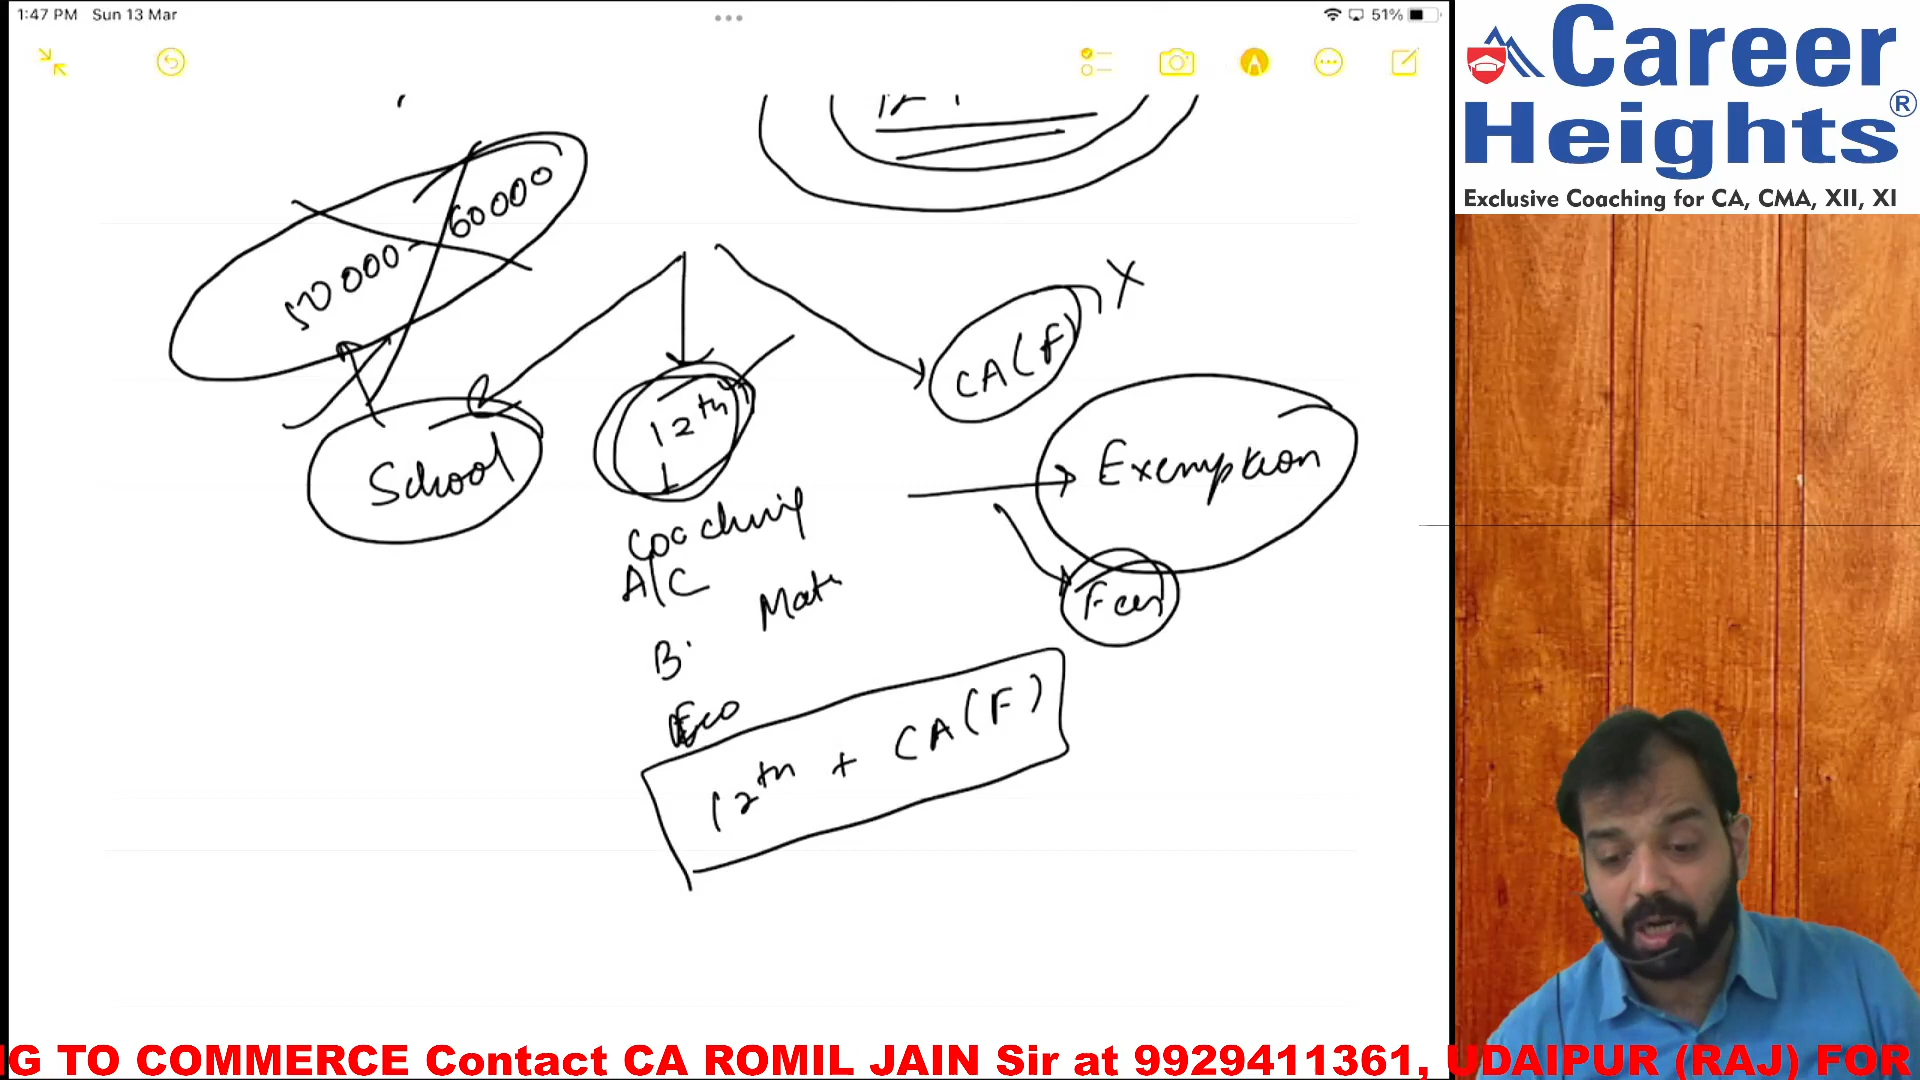 1:47 PM Sun 13 Mar
51%
Career
Heights®
Exclusive Coaching for CA, CMA, XII, XI
50000 - 60000
CA(F) X
School
12th
Exemption
Coaching
A/C
Mat
Fees
B.
Eco
12th + CA(F)
G TO COMMERCE Contact CA ROMIL JAIN Sir at 9929411361, UDAIPUR (RAJ) FOR